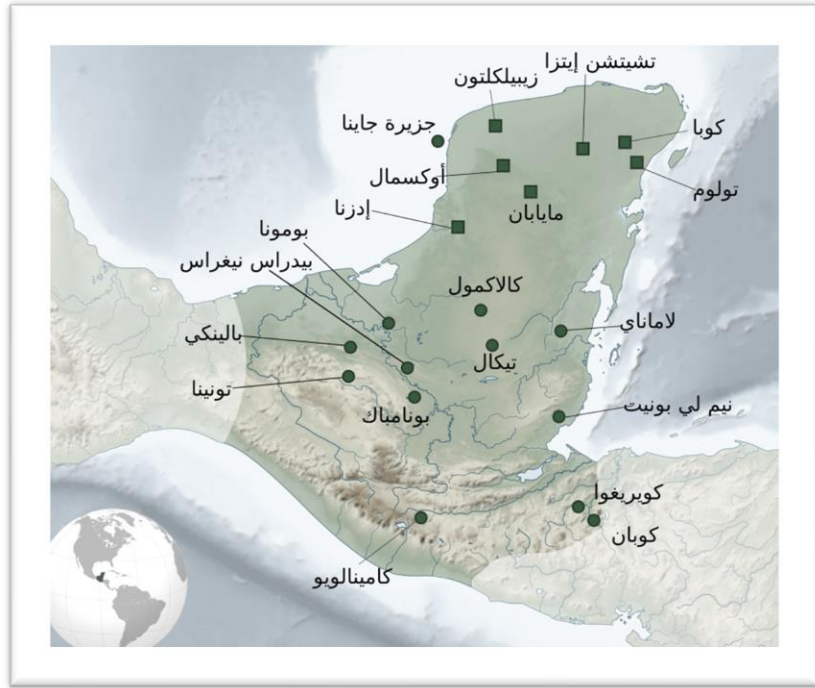 تشيتشن إيتزا
زيبيلكلتون
جزيرة جاينا
كوبا
أوكسمال
تولوم
إدزنا
مايابان
بومونا
بيدراس نيغراس
كالاكمول
لاماناي
بالينكي
تيكال
تونينا
نيم لي بونيت
بونامباك
كويريغوا
كوبان
كامينالويو